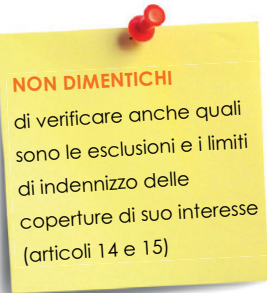 NON DIMENTICHI
di verificare anche quali
sono le esclusioni e i limiti
di indennizzo delle
coperture di suo interesse
(articoli 14 e 15)